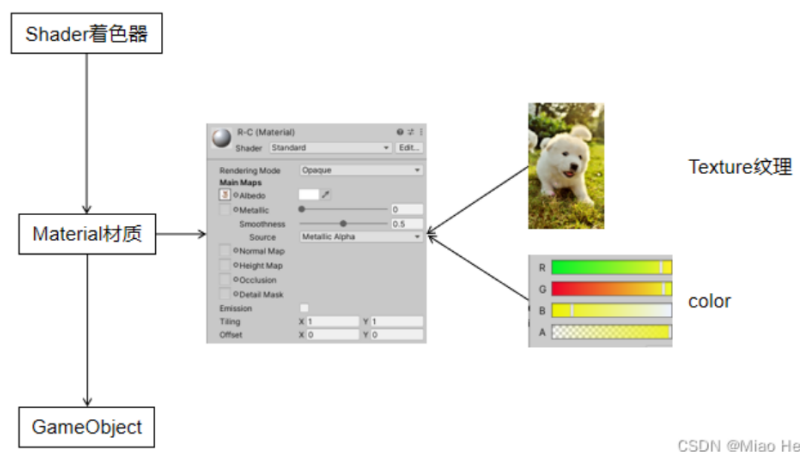 Shader着色器
R-C (Material)
Shader Standard Edit...
Rendering Mode Opaque
Main Maps
Albedo
Metallic 0
Smoothness 0.5
Source Metallic Alpha
Normal Map
Height Map
Occlusion
Detail Mask
Emission
Tiling X 1 Y 1
Offset X 0 Y 0
Texture纹理
Material材质
R
G
B
A
color
GameObject
CSDN @Miao He